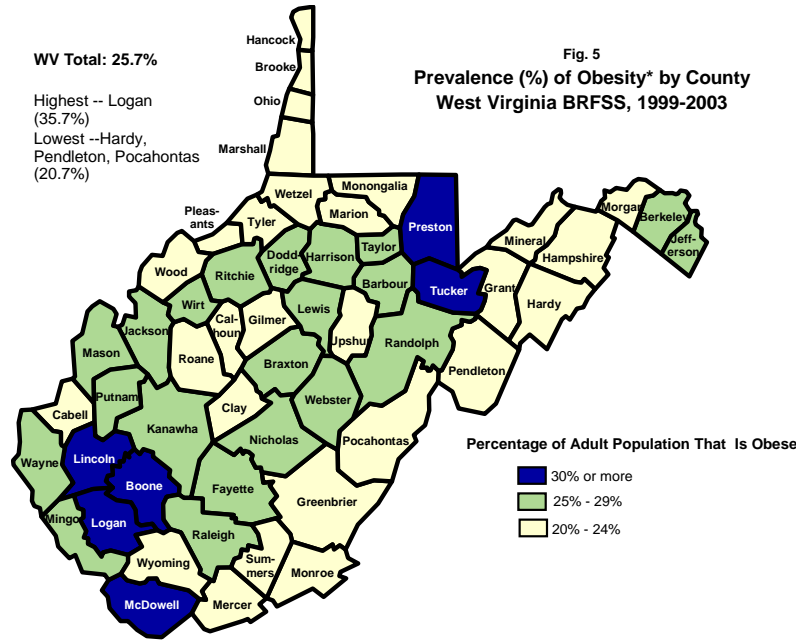 Fig. 5
Prevalence (%) of Obesity* by County
West Virginia BRFSS, 1999-2003
WV Total: 25.7%
Highest -- Logan
(35.7%)
Lowest --Hardy,
Pendleton, Pocahontas
(20.7%)
Hancock
Brooke
Ohio
Marshall
Wetzel
Monongalia
Marion
Preston
Pleas-
ants
Tyler
Wood
Ritchie
Dodd-
ridge
Harrison
Taylor
Barbour
Tucker
Mineral
Morgan
Berkeley
Jeff-
erson
Hampshire
Grant
Hardy
Wirt
Jackson
Cal-
houn
Gilmer
Lewis
Upshur
Randolph
Pendleton
Mason
Roane
Braxton
Putnam
Webster
Cabell
Clay
Kanawha
Nicholas
Pocahontas
Wayne
Lincoln
Boone
Fayette
Greenbrier
Mingo
Logan
Raleigh
Wyoming
Sum-
mers
Monroe
McDowell
Mercer
Percentage of Adult Population That Is Obese
30% or more
25% - 29%
20% - 24%